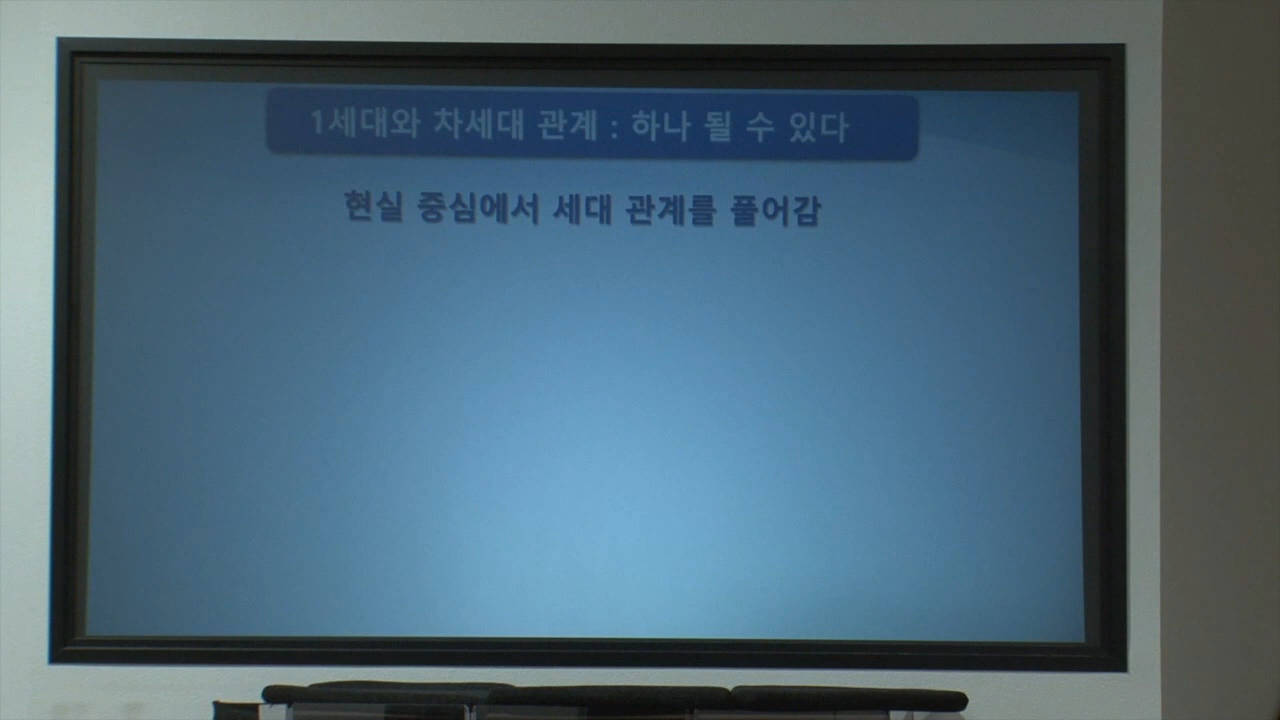 1세대와 차세대 관계 : 하나 될 수 있다
현실 중심에서 세대 관계를 풀어감